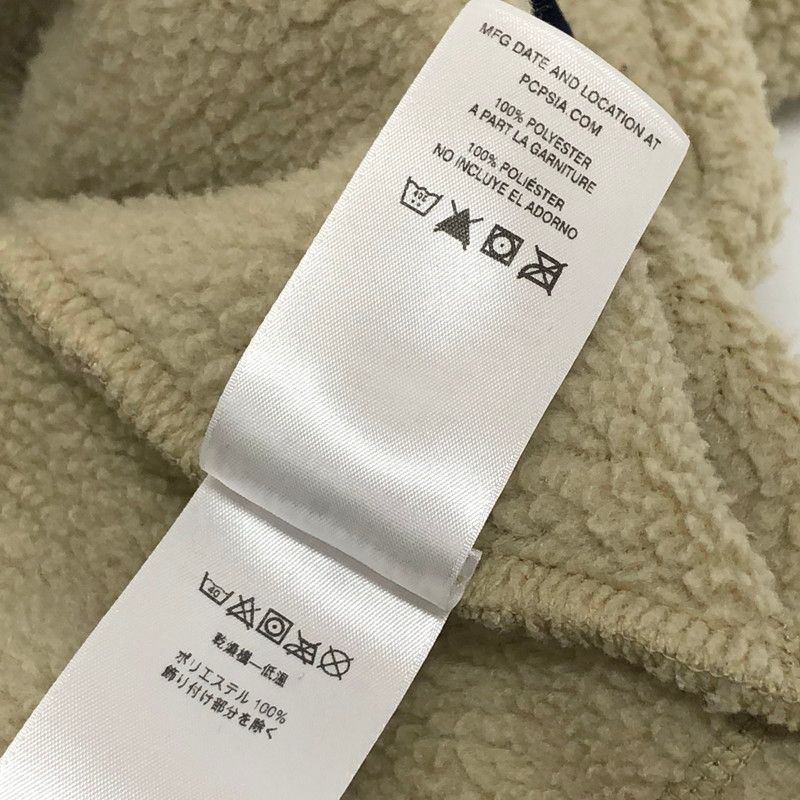 MFG DATE AND LOCATION AT
PCPSIA.COM
100% POLYESTER
A PART LA GARNITURE
100% POLIÉSTER
NO INCLUYE EL ADORNO
40
乾燥機ー低温
ポリエステル 100%
飾り付け部分を除く